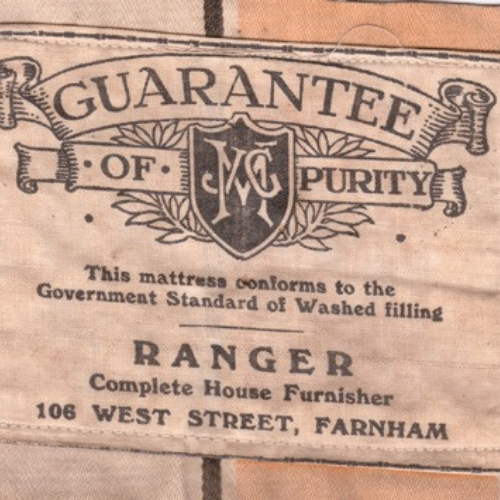 GUARANTEE
·OF· PURITY
This mattress conforms to the
Government Standard of Washed filling
RANGER
Complete House Furnisher
106 WEST STREET, FARNHAM